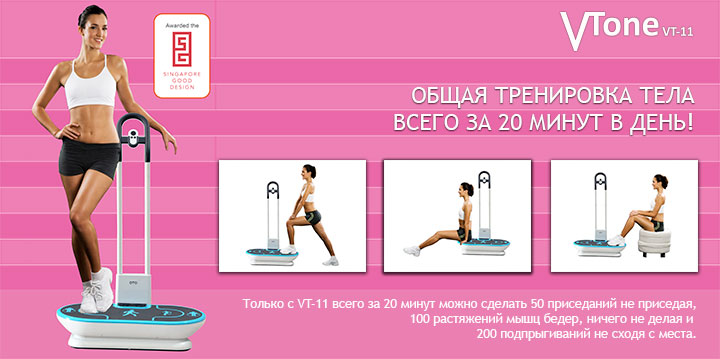 Awarded the
SINGAPORE
GOOD
DESIGN
VTone VT-11
ОБЩАЯ ТРЕНИРОВКА ТЕЛА
ВСЕГО ЗА 20 МИНУТ В ДЕНЬ!
OTO
Только с VT-11 всего за 20 минут можно сделать 50 приседаний не приседая,
100 растяжений мышц бедер, ничего не делая и
200 подпрыгиваний не сходя с места.